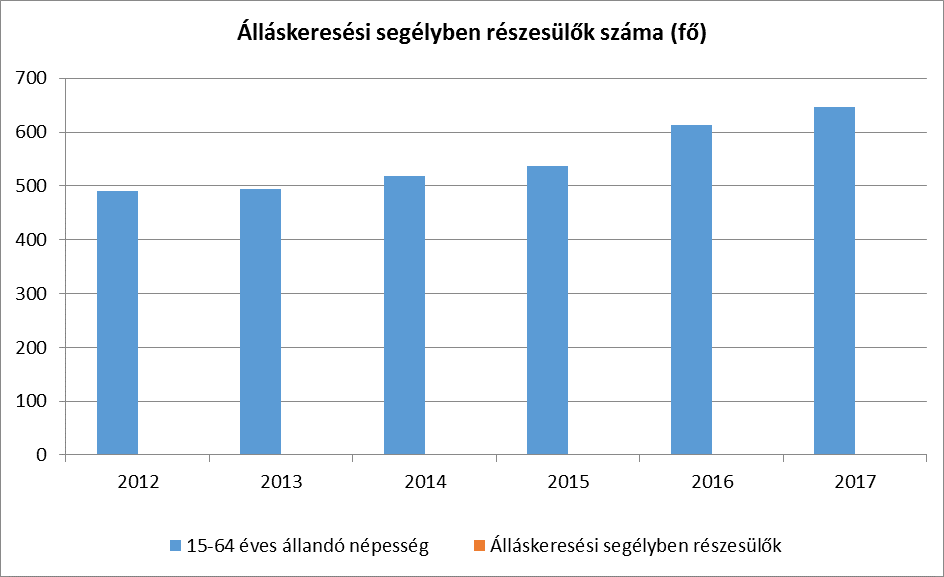 Álláskeresési segélyben részesülők száma (fő)
700
600
500
400
300
200
100
0
2012 2013 2014 2015 2016 2017
15-64 éves állandó népesség Álláskeresési segélyben részesülők